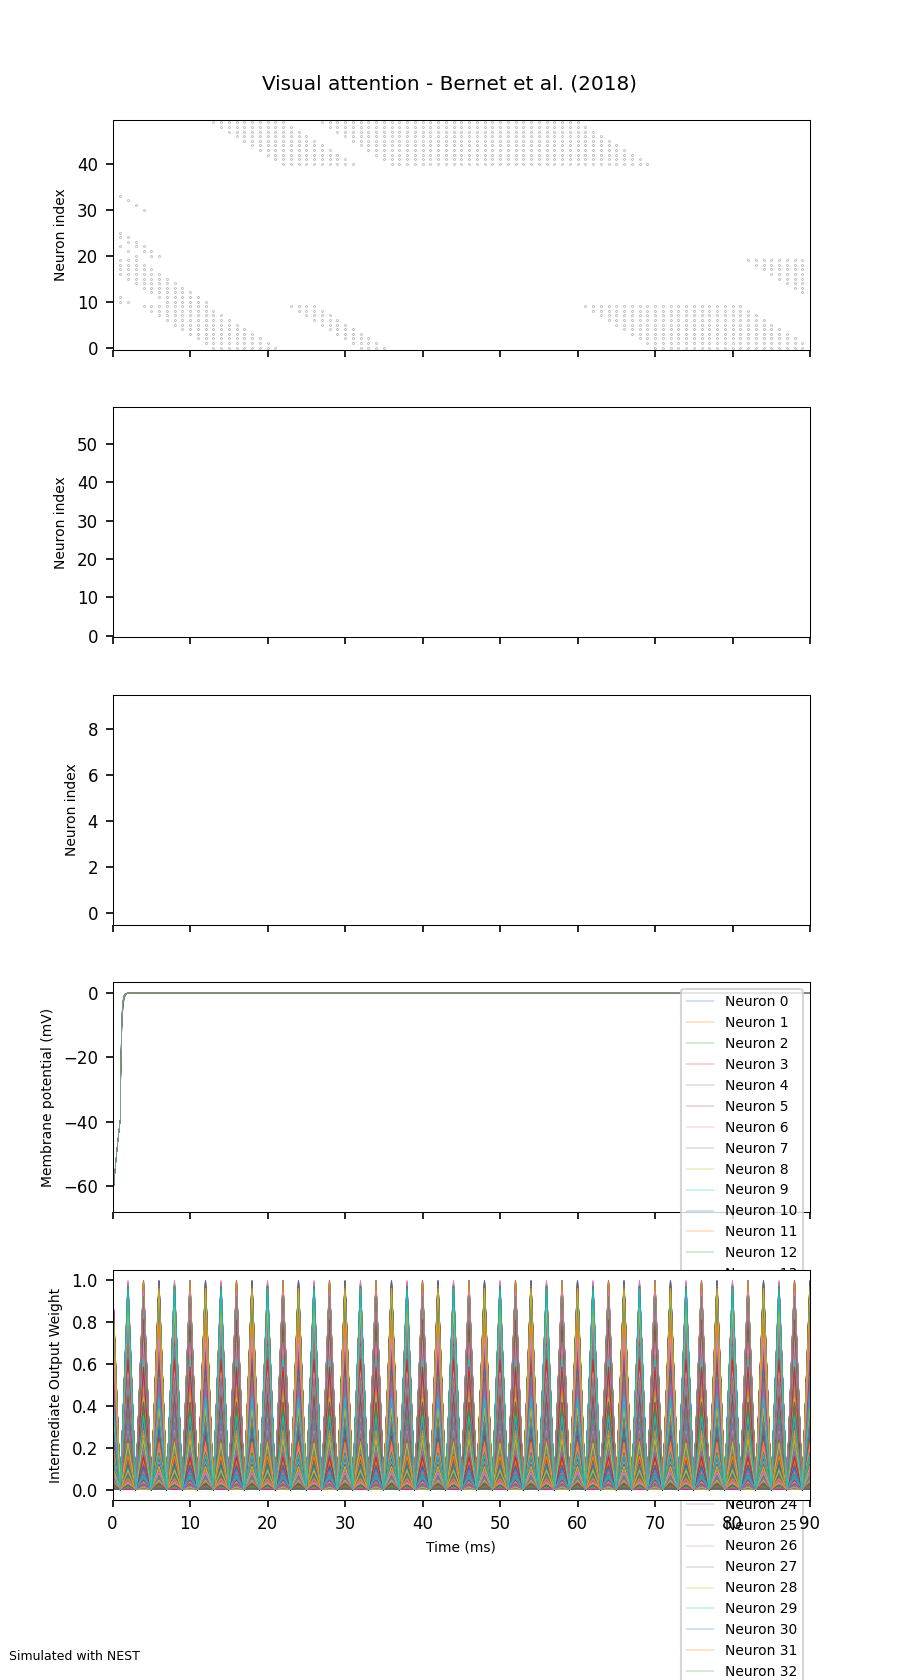 Visual attention - Bernet et al. (2018)
Neuron index
40
30
20
10
0
Neuron index
50
40
30
20
10
0
Neuron index
8
6
4
2
0
Membrane potential (mV)
0
−20
−40
−60
Neuron 0
Neuron 1
Neuron 2
Neuron 3
Neuron 4
Neuron 5
Neuron 6
Neuron 7
Neuron 8
Neuron 9
Neuron 10
Neuron 11
Neuron 12
Intermediate Output Weight
1.0
0.8
0.6
0.4
0.2
0.0
Neuron 24
Neuron 25
Neuron 26
Neuron 27
Neuron 28
Neuron 29
Neuron 30
Neuron 31
Neuron 32
0 10 20 30 40 50 60 70 80 90
Time (ms)
Simulated with NEST